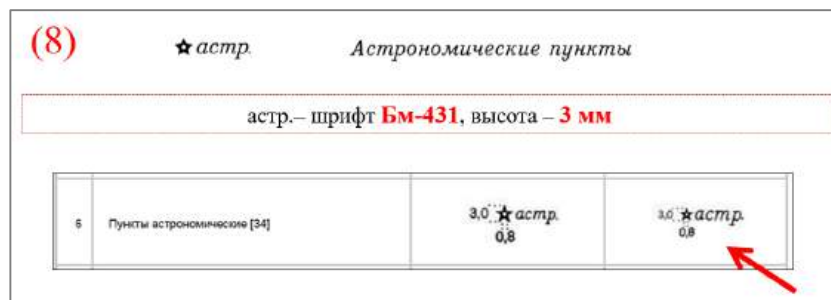 (8) астр. Астрономические пункты
астр.– шрифт Бм-431, высота – 3 мм
6 Пункты астрономические [34] 3,0 астр. 3,0 астр.
0,8 0,8